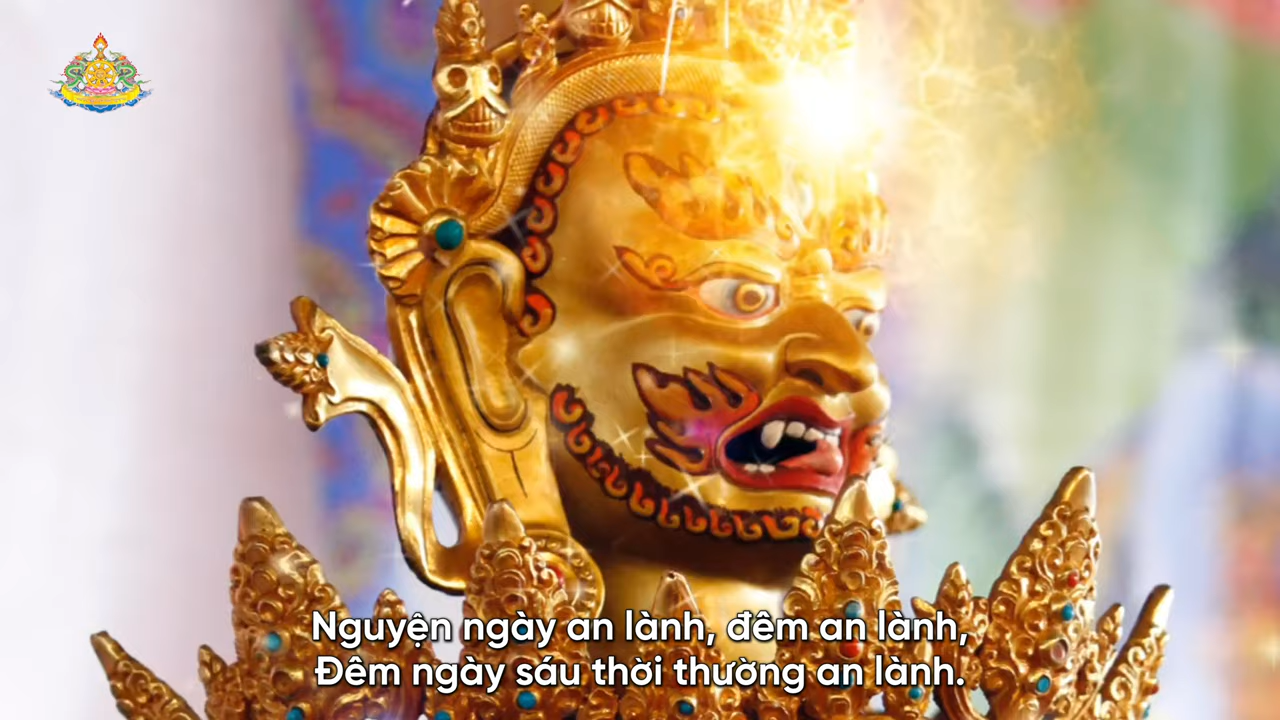 Nguyện ngày an lành, đêm an lành,
Đêm ngày sáu thời thường an lành.